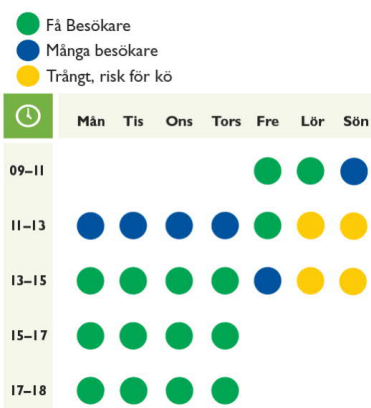 Få Besökare
Många besökare
Trångt, risk för kö
Mån Tis Ons Tors Fre Lör Sön
09–11
11–13
13–15
15–17
17–18